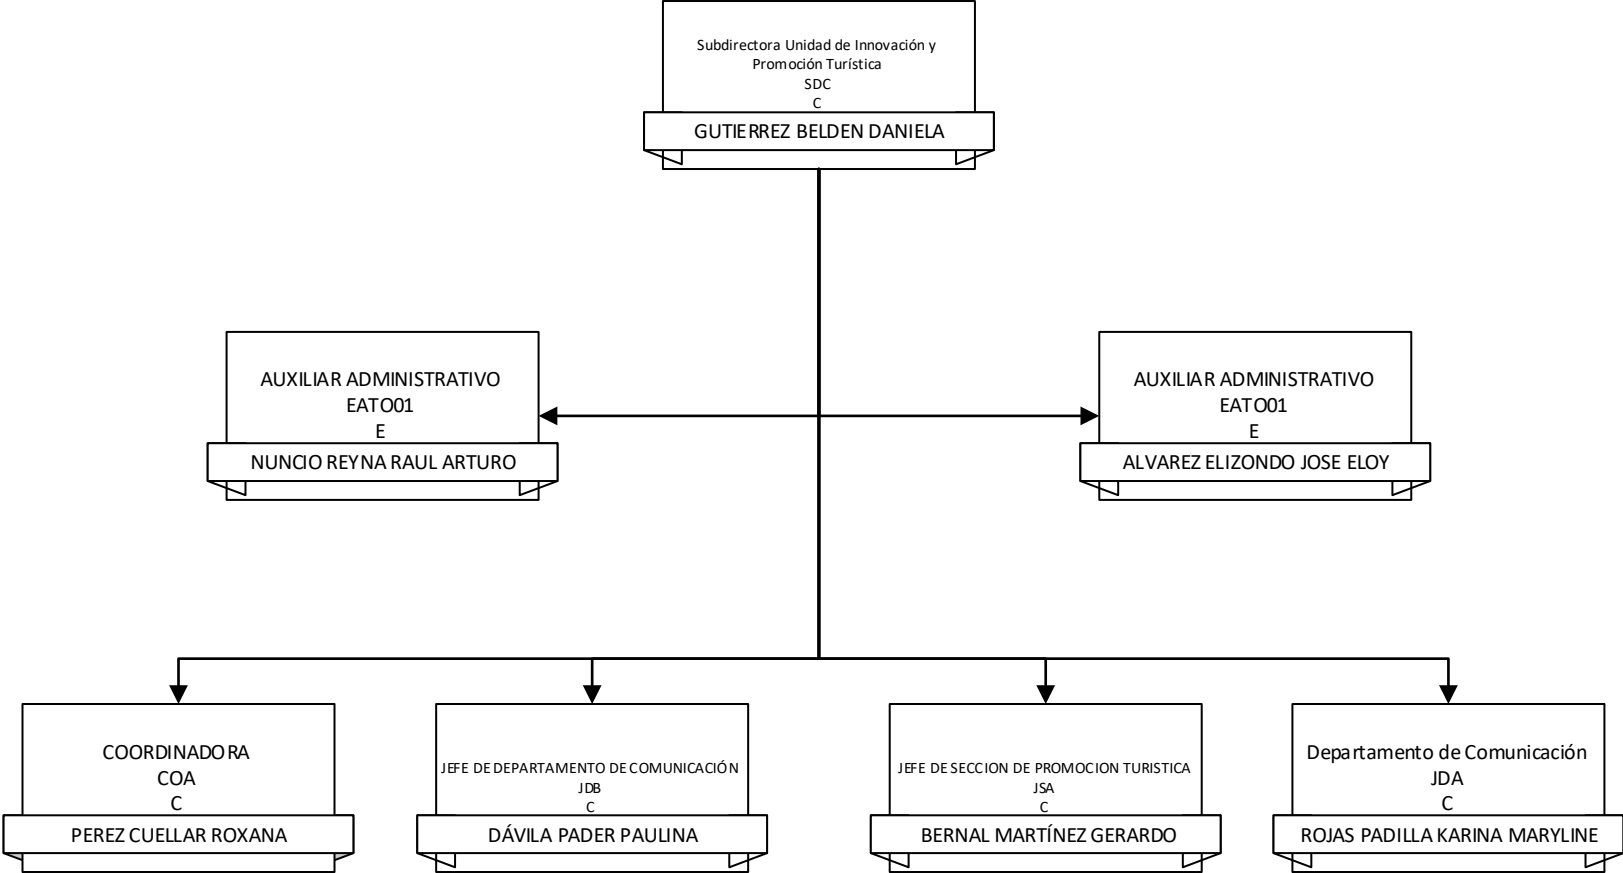 Subdirectora Unidad de Innovación y
Promoción Turística
SDC
C
GUTIERREZ BELDEN DANIELA
AUXILIAR ADMINISTRATIVO
EATO01
E
NUNCIO REYNA RAUL ARTURO
AUXILIAR ADMINISTRATIVO
EATO01
E
ALVAREZ ELIZONDO JOSE ELOY
COORDINADORA
COA
C
PEREZ CUELLAR ROXANA
JEFE DE DEPARTAMENTO DE COMUNICACIÓN
JDB
C
DÁVILA PADER PAULINA
JEFE DE SECCION DE PROMOCION TURISTICA
JSA
C
BERNAL MARTÍNEZ GERARDO
Departamento de Comunicación
JDA
C
ROJAS PADILLA KARINA MARYLINE